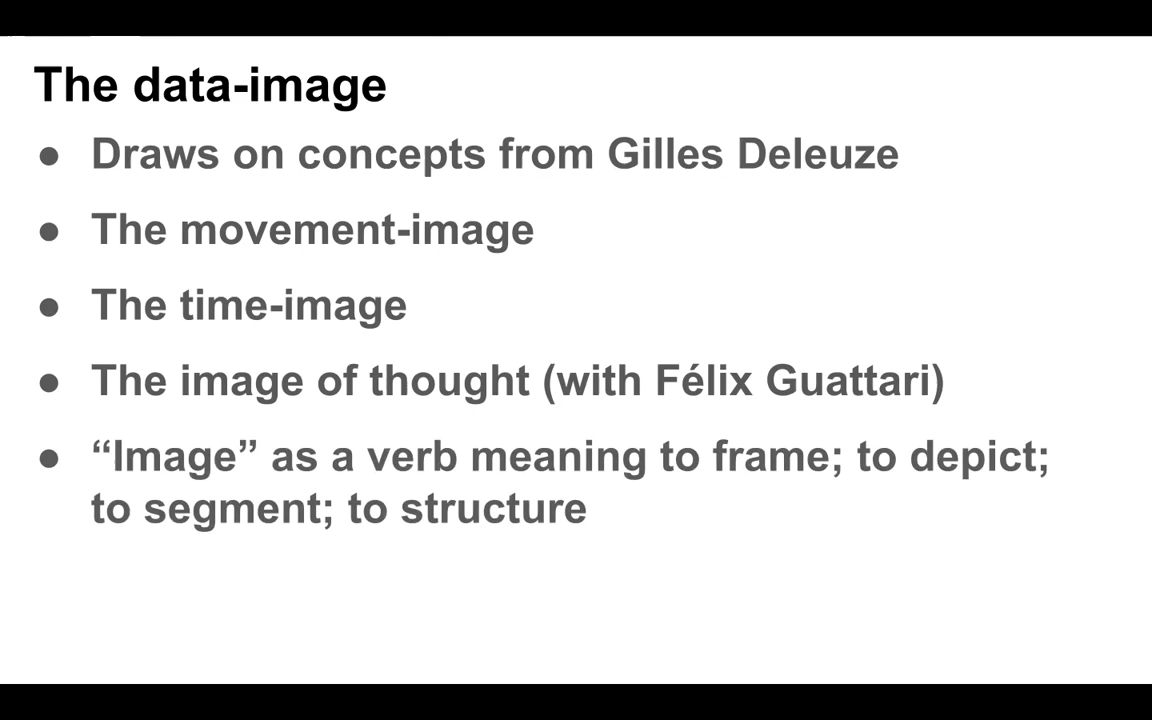 The data-image
● Draws on concepts from Gilles Deleuze
● The movement-image
● The time-image
● The image of thought (with Félix Guattari)
● “Image” as a verb meaning to frame; to depict;
to segment; to structure